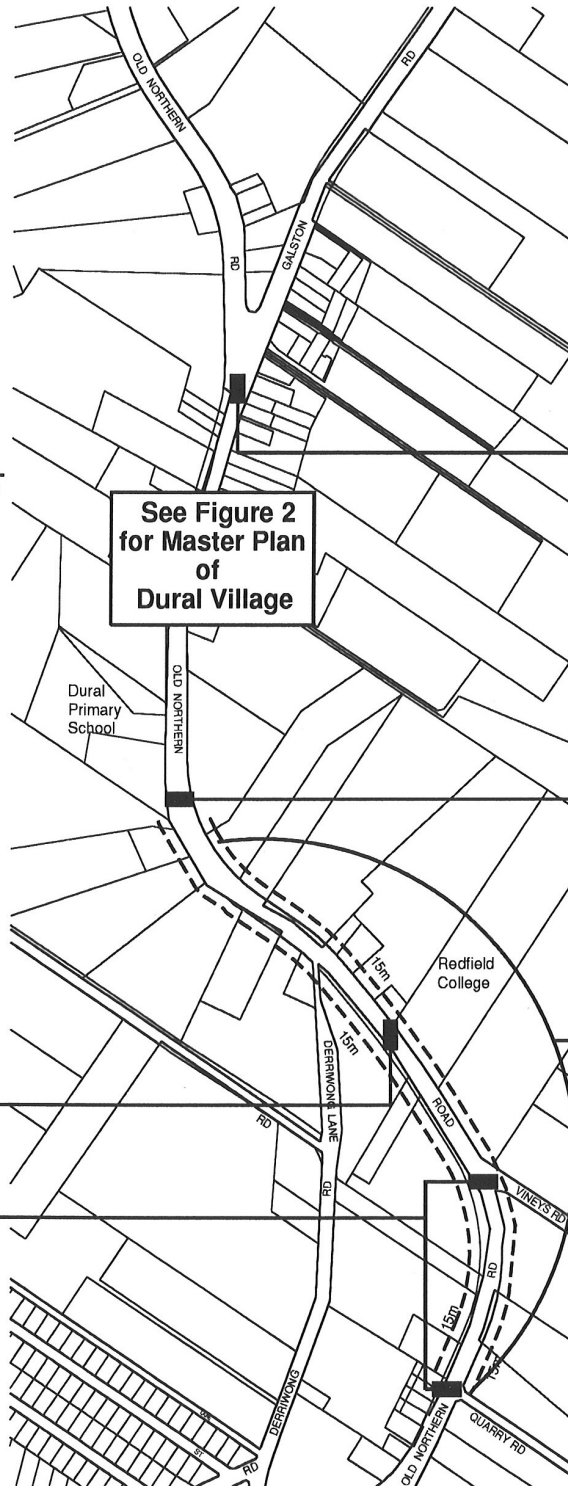 OLD NORTHERN
RD
RD
GALSTON
See Figure 2
for Master Plan
of
Dural Village
OLD NORTHERN
Dural
Primary
School
15m
Redfield
College
15m
DERRIWONG LANE
ROAD
RD
RD
VINEYS RD
RD
15m
15m
DERRIWONG
ST
RD
OLD NORTHERN
QUARRY RD